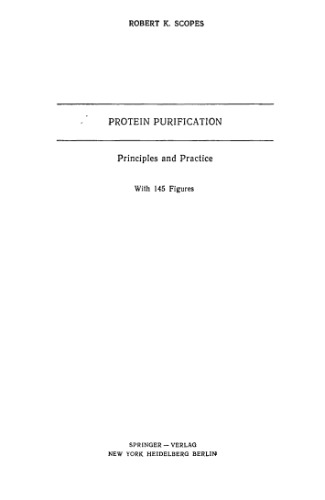 ROBERT K. SCOPES
PROTEIN PURIFICATION
Principles and Practice
With 145 Figures
SPRINGER — VERLAG
NEW YORK HEIDELBERG BERLIN